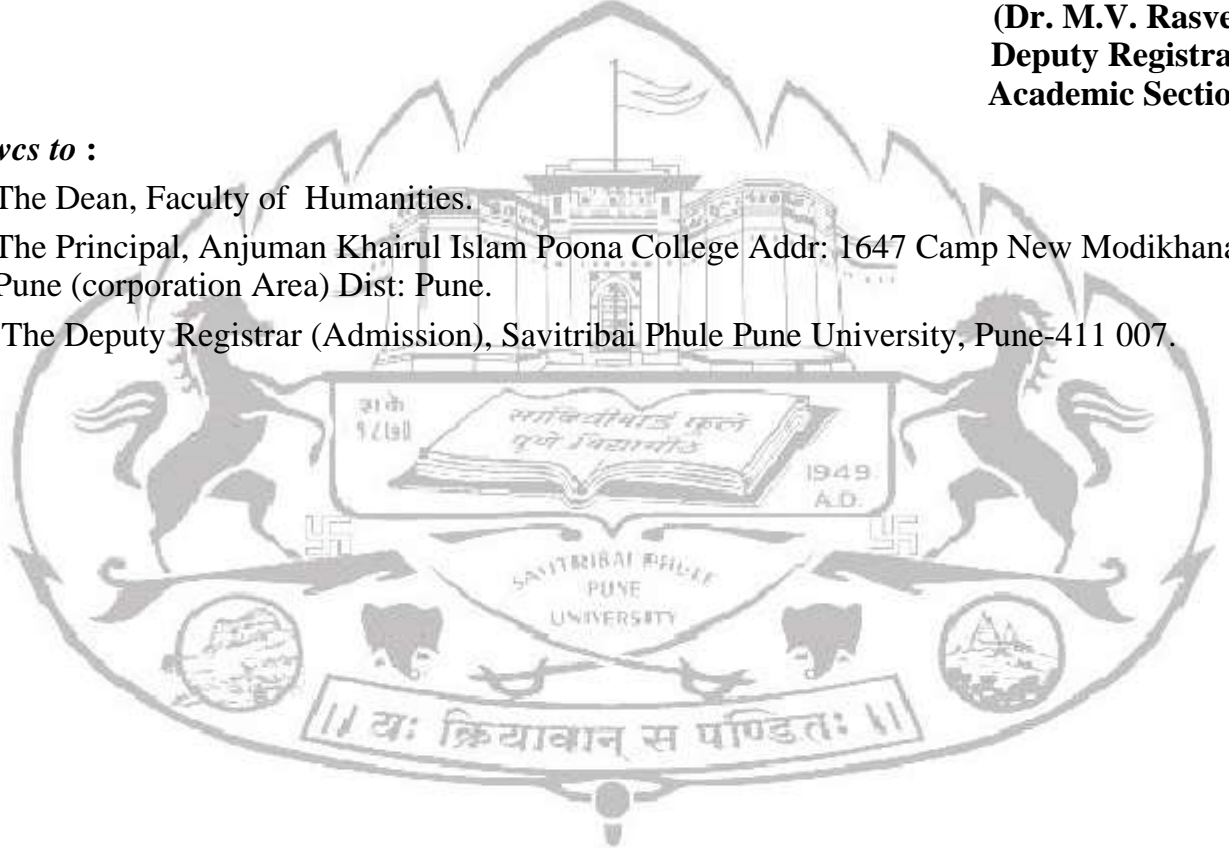 (Dr. M.V. Rasve
Deputy Registra
Academic Sectio
wcs to :
The Dean, Faculty of Humanities.
The Principal, Anjuman Khairul Islam Poona College Addr: 1647 Camp New Modikhana
Pune (corporation Area) Dist: Pune.
The Deputy Registrar (Admission), Savitribai Phule Pune University, Pune-411 007.
शके
सावित्रीबाई फुले
पुणे विद्यापीठ
1949
A.D.
SAVITRIBAI PHULE
PUNE
UNIVERSITY
|| यः क्रियावान् स पण्डितः ||